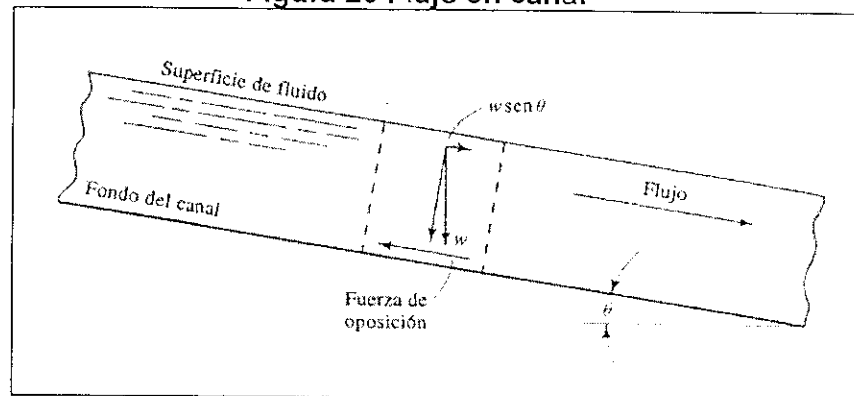 Superficie de fluido
w sen θ
Fondo del canal
Flujo
w
Fuerza de
oposición
θ